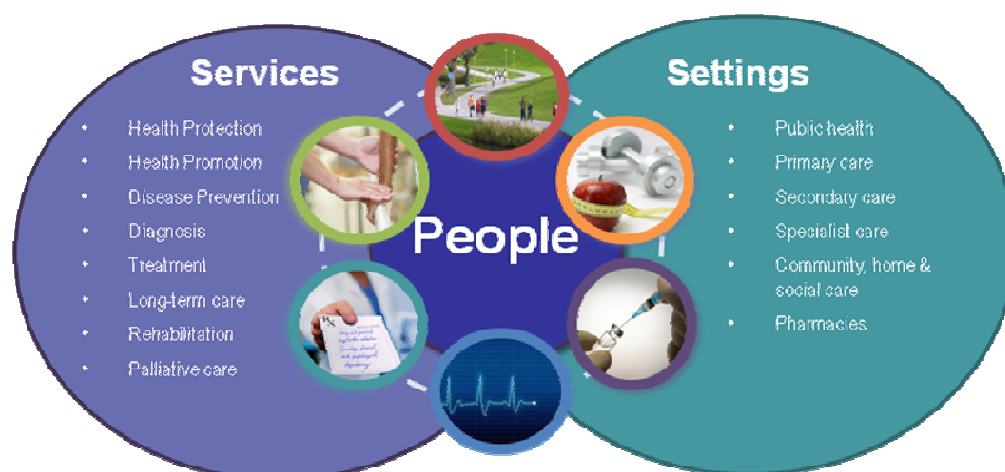 Services
Health Protection
Health Promotion
Disease Prevention
Diagnosis
Treatment
Long-term care
Rehabilitation
Palliative care
People
Settings
Public health
Primary care
Secondary care
Specialist care
Community, home &
social care
Pharmacies